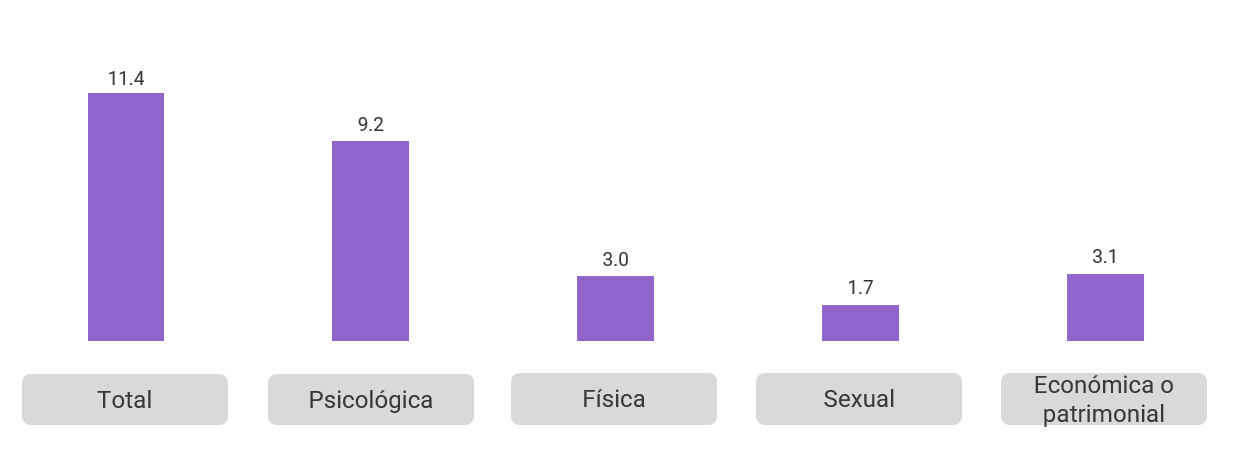 11.4
9.2
3.0
1.7
3.1
Total
Psicológica
Física
Sexual
Económica o
patrimonial